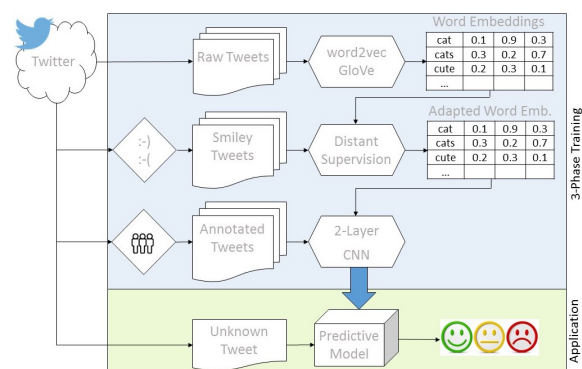 Twitter
Raw Tweets
word2vec
GloVe
Word Embeddings
cat 0.1 0.9 0.3
cats 0.3 0.2 0.7
cute 0.2 0.3 0.1
...
:-)
:-(
Smiley
Tweets
Distant
Supervision
Adapted Word Emb.
cat 0.1 0.9 0.3
cats 0.3 0.2 0.7
cute 0.2 0.3 0.1
...
Annotated
Tweets
2-Layer
CNN
3-Phase Training
Unknown
Tweet
Predictive
Model
Application